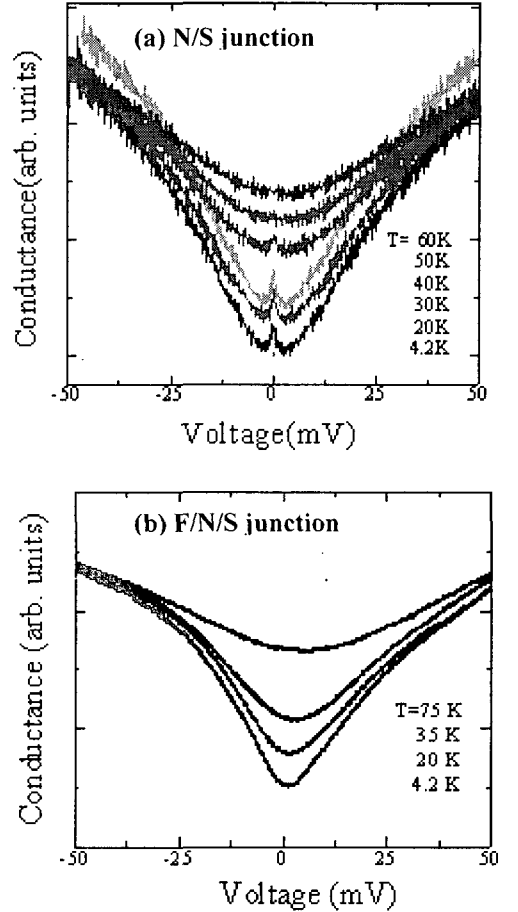 (a) N/S junction
Conductance(arb. units)
T= 60K
50K
40K
30K
20K
4.2K
-50
-25
0
25
50
Voltage(mV)
(b) F/N/S junction
Conductance (arb. units)
T=75 K
35 K
20 K
4.2 K
-50
-25
0
25
50
Voltage (mV)